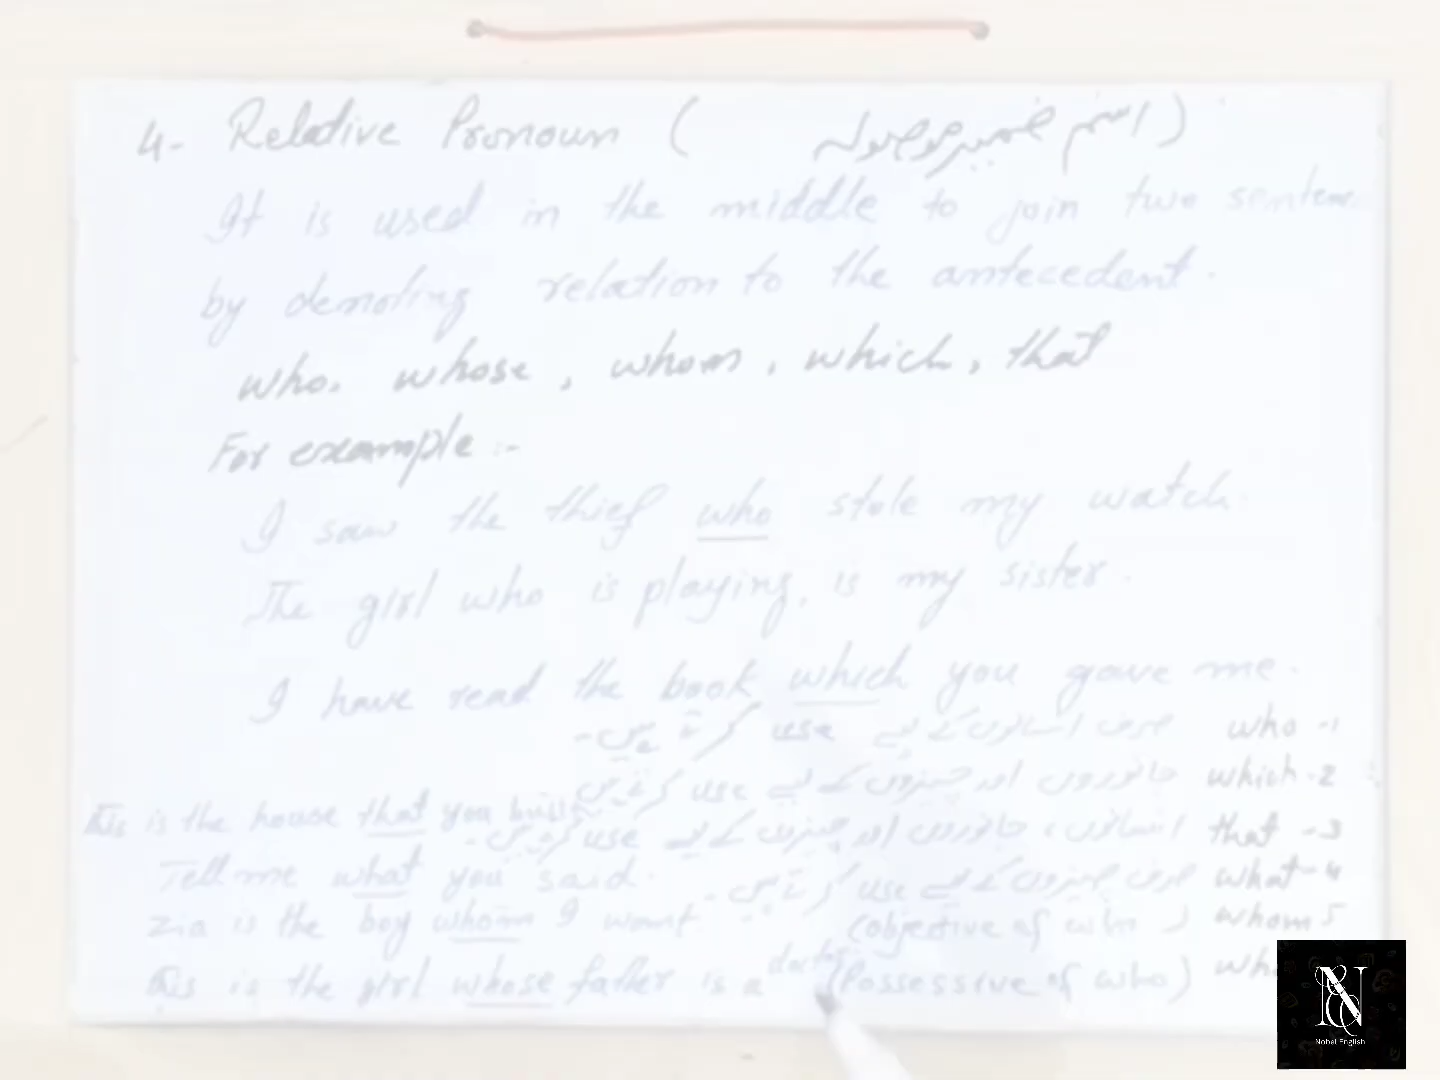 4- Relative Pronoun (اسم ضمیر موصولہ)
It is used in the middle to join two
by denoting relation to the antecedent.
who. whose, whom, which, that
For example :-
I saw the thief who stole my watch.
The girl who is playing, is my sister.
I have read the book which you gave me.
who -1 صرف انسانوں کے لیے use کرتے ہیں-
which -2 جانوروں اور چیزوں کے لیے use کرتے ہیں
This is the house that you built
that -3 انسانوں، جانوروں اور چیزوں کے لیے use کرتے ہیں-
Tell me what you said.
what -4 صرف چیزوں کے لیے use کرتے ہیں-
Zia is the boy whom I want
whom 5 (objective of who)
This is the girl whose father is a doctor.
(Possessive of who)
N
Nobel English